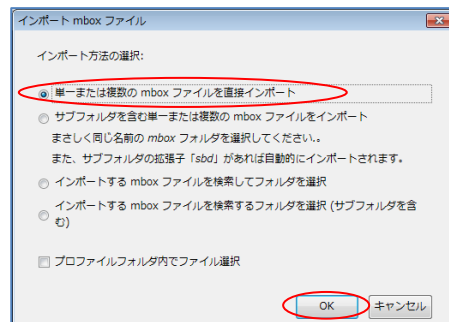 インポート mbox ファイル
インポート方法の選択:
単一または複数の mbox ファイルを直接インポート
サブフォルダを含む単一または複数の mbox ファイルをインポート
まさしく同じ名前の mbox フォルダを選択してください。。
また、サブフォルダの拡張子「sbd」があれば自動的にインポートされます。
インポートする mbox ファイルを検索してフォルダを選択
インポートする mbox ファイルを検索するフォルダを選択 (サブフォルダを含
む)
プロファイルフォルダ内でファイル選択
OK
キャンセル